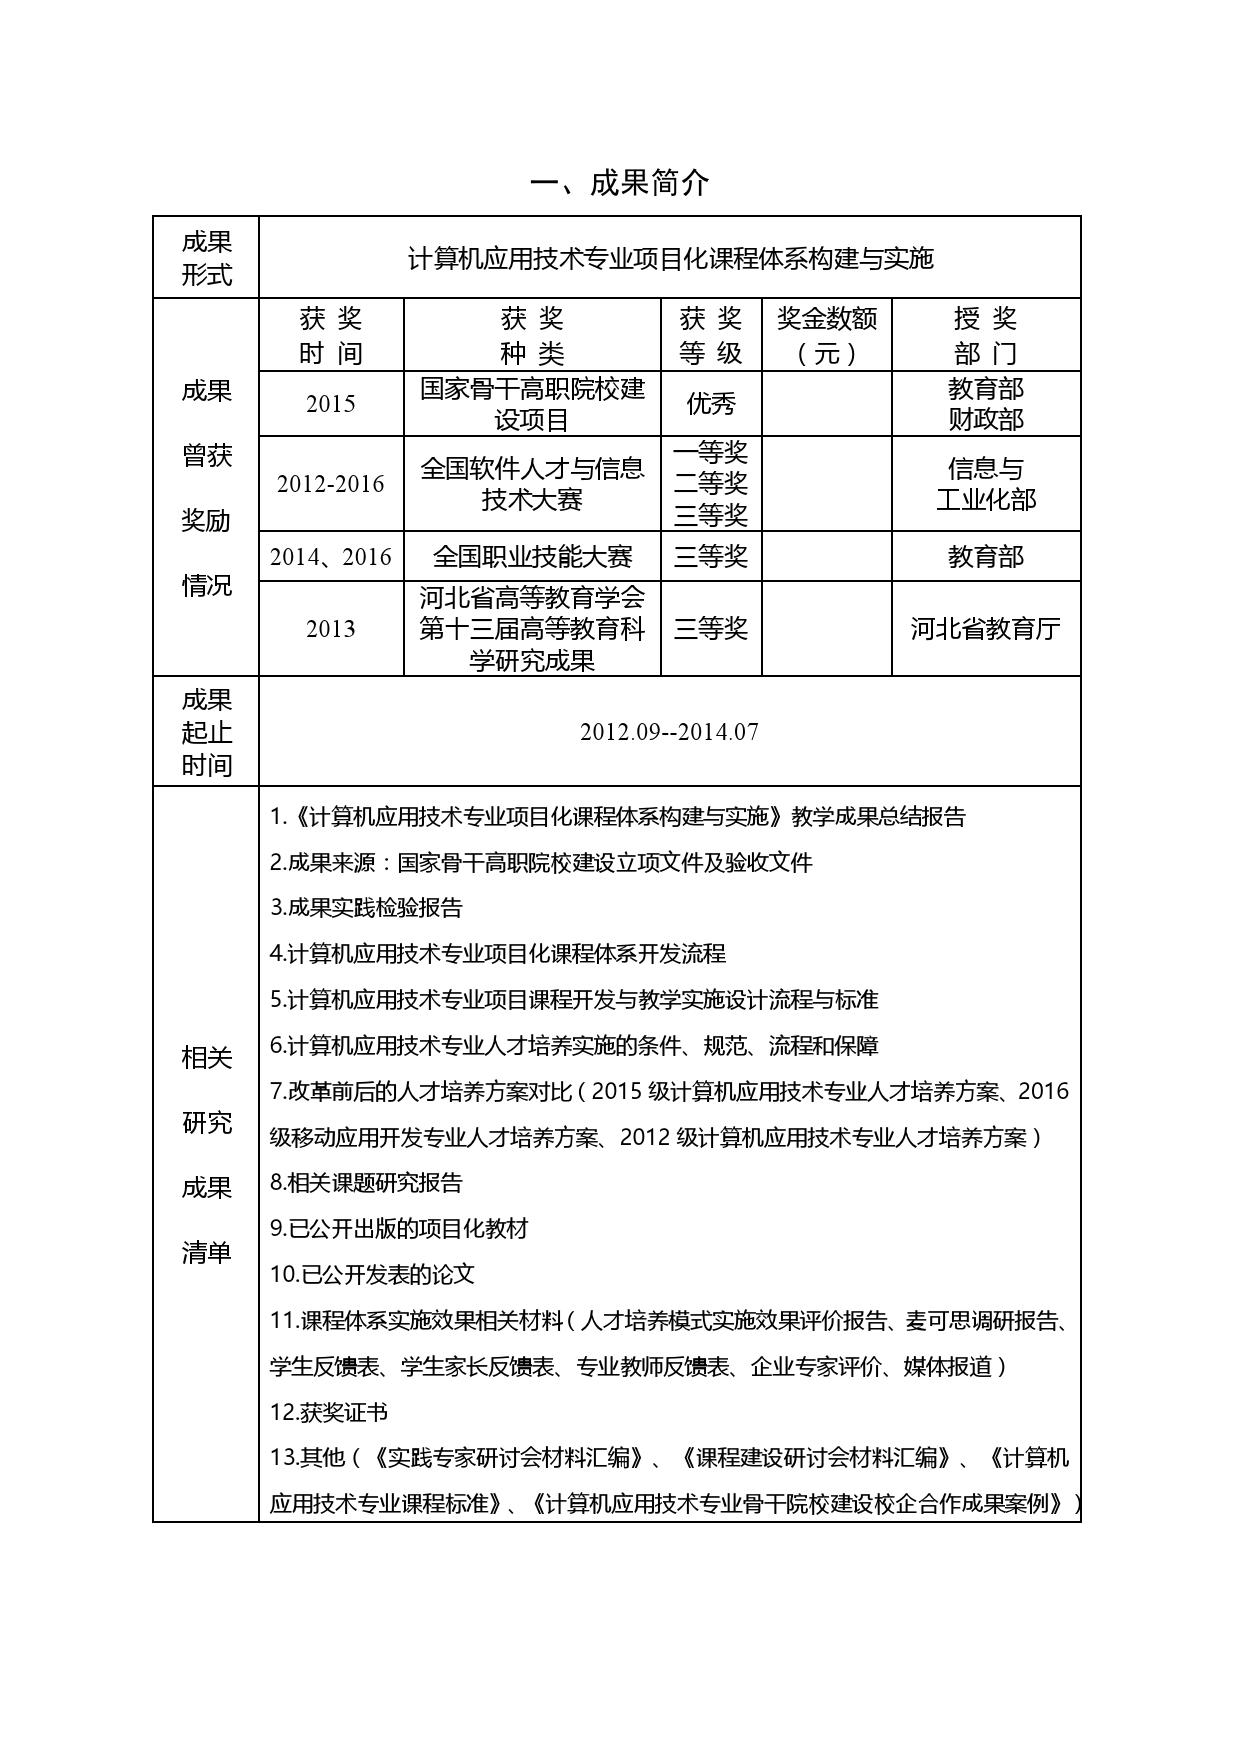 一、成果简介
成果
形式
计算机应用技术专业项目化课程体系构建与实施
成果
曾获
奖励
情况
获 奖
时 间
获 奖
种 类
获 奖
等 级
奖金数额
（元）
授 奖
部 门
2015
国家骨干高职院校建
设项目
优秀
教育部
财政部
2012-2016
全国软件人才与信息
技术大赛
一等奖
二等奖
三等奖
信息与
工业化部
2014、2016
全国职业技能大赛
三等奖
教育部
2013
河北省高等教育学会
第十三届高等教育科
学研究成果
三等奖
河北省教育厅
成果
起止
时间
2012.09--2014.07
相关
研究
成果
清单
1.《计算机应用技术专业项目化课程体系构建与实施》教学成果总结报告
2.成果来源：国家骨干高职院校建设立项文件及验收文件
3.成果实践检验报告
4.计算机应用技术专业项目化课程体系开发流程
5.计算机应用技术专业项目课程开发与教学实施设计流程与标准
6.计算机应用技术专业人才培养实施的条件、规范、流程和保障
7.改革前后的人才培养方案对比（2015 级计算机应用技术专业人才培养方案、2016
级移动应用开发专业人才培养方案、2012 级计算机应用技术专业人才培养方案）
8.相关课题研究报告
9.已公开出版的项目化教材
10.已公开发表的论文
11.课程体系实施效果相关材料（人才培养模式实施效果评价报告、麦可思调研报告、
学生反馈表、学生家长反馈表、专业教师反馈表、企业专家评价、媒体报道）
12.获奖证书
13.其他（《实践专家研讨会材料汇编》、《课程建设研讨会材料汇编》、《计算机
应用技术专业课程标准》、《计算机应用技术专业骨干院校建设校企合作成果案例》）